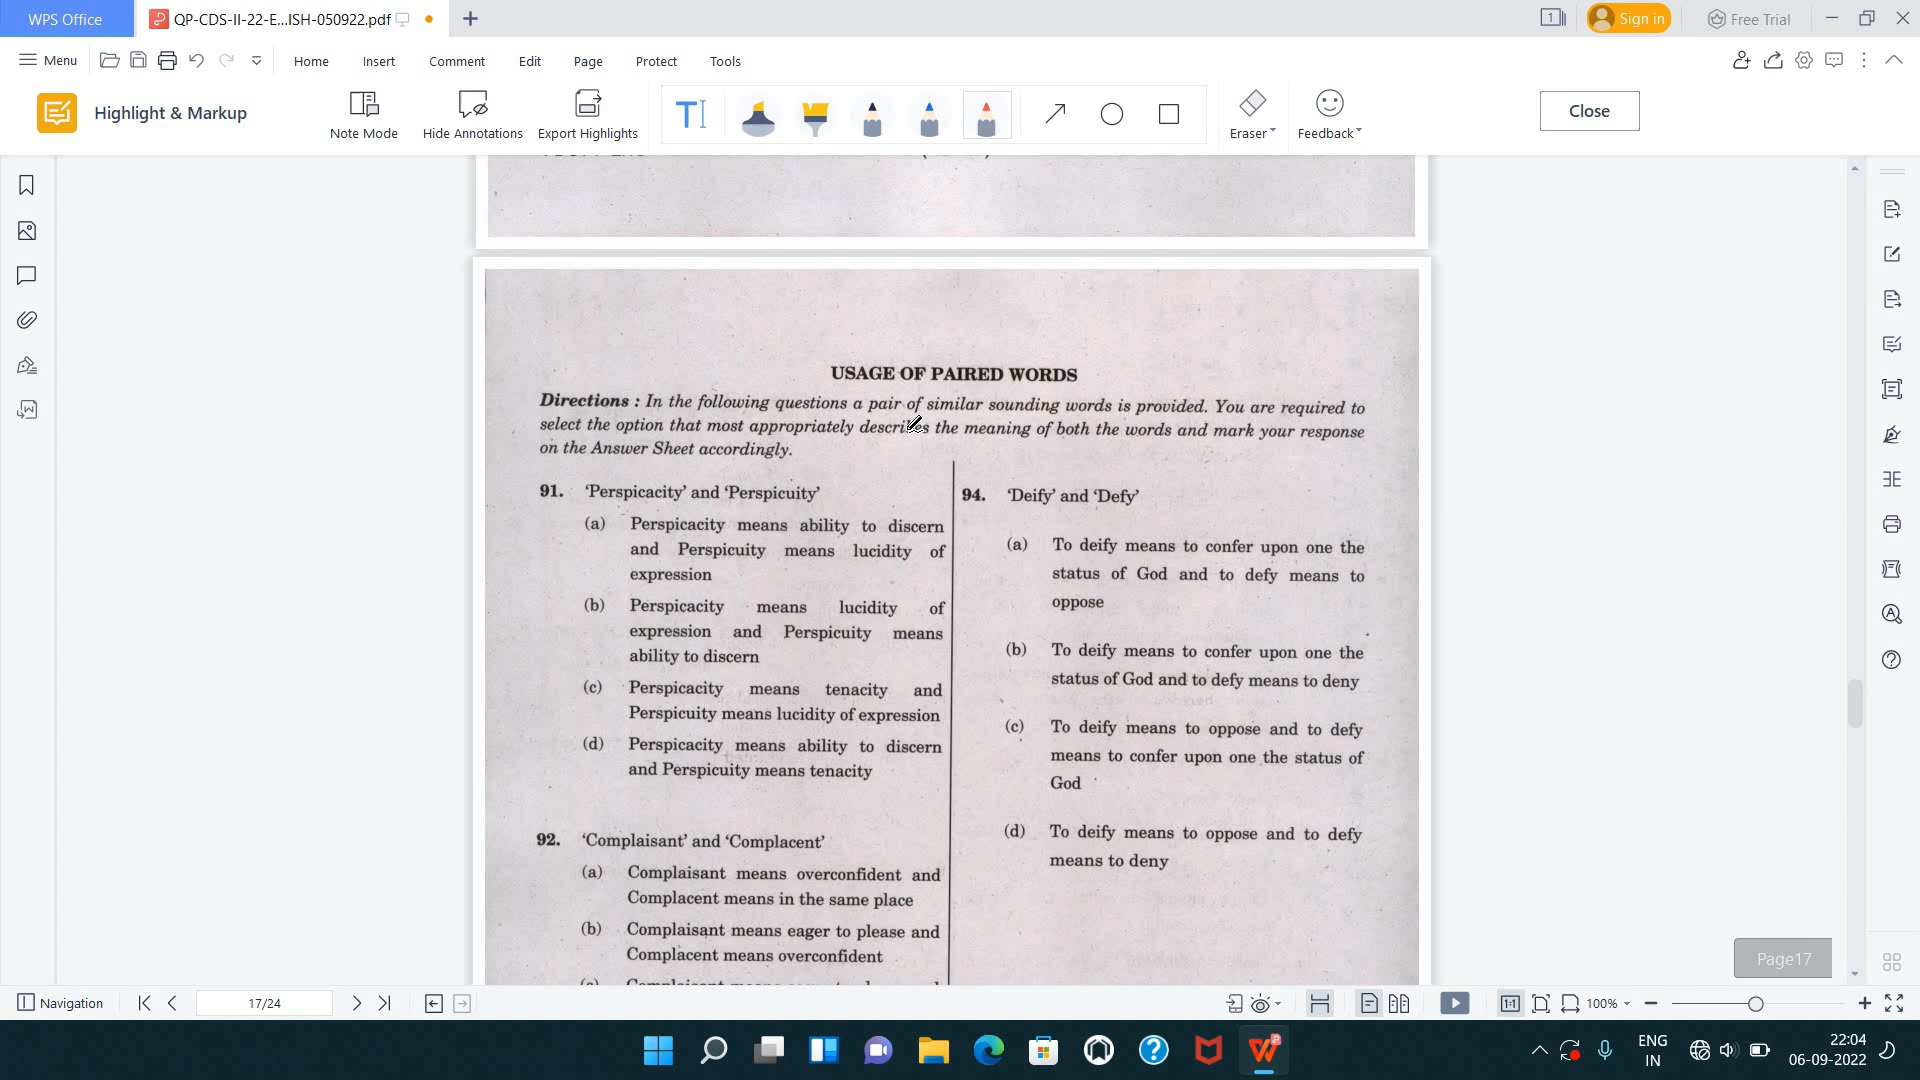 WPS Office
QP-CDS-II-22-E...ISH-050922.pdf
1
Sign in
Free Trial
Menu
Home
Insert
Comment
Edit
Page
Protect
Tools
Highlight & Markup
Note Mode
Hide Annotations
Export Highlights
Eraser
Feedback
Close
USAGE OF PAIRED WORDS
Directions : In the following questions a pair of similar sounding words is provided. You are required to
select the option that most appropriately describes the meaning of both the words and mark your response
on the Answer Sheet accordingly.
91. ‘Perspicacity’ and ‘Perspicuity’
(a) Perspicacity means ability to discern
and Perspicuity means lucidity of
expression
(b) Perspicacity means lucidity of
expression and Perspicuity means
ability to discern
(c) Perspicacity means tenacity and
Perspicuity means lucidity of expression
(d) Perspicacity means ability to discern
and Perspicuity means tenacity
92. ‘Complaisant’ and ‘Complacent’
(a) Complaisant means overconfident and
Complacent means in the same place
(b) Complaisant means eager to please and
Complacent means overconfident
94. ‘Deify’ and ‘Defy’
(a) To deify means to confer upon one the
status of God and to defy means to
oppose
(b) To deify means to confer upon one the
status of God and to defy means to deny
(c) To deify means to oppose and to defy
means to confer upon one the status of
God
(d) To deify means to oppose and to defy
means to deny
Page17
Navigation
17/24
100%
ENG
IN
22:04
06-09-2022